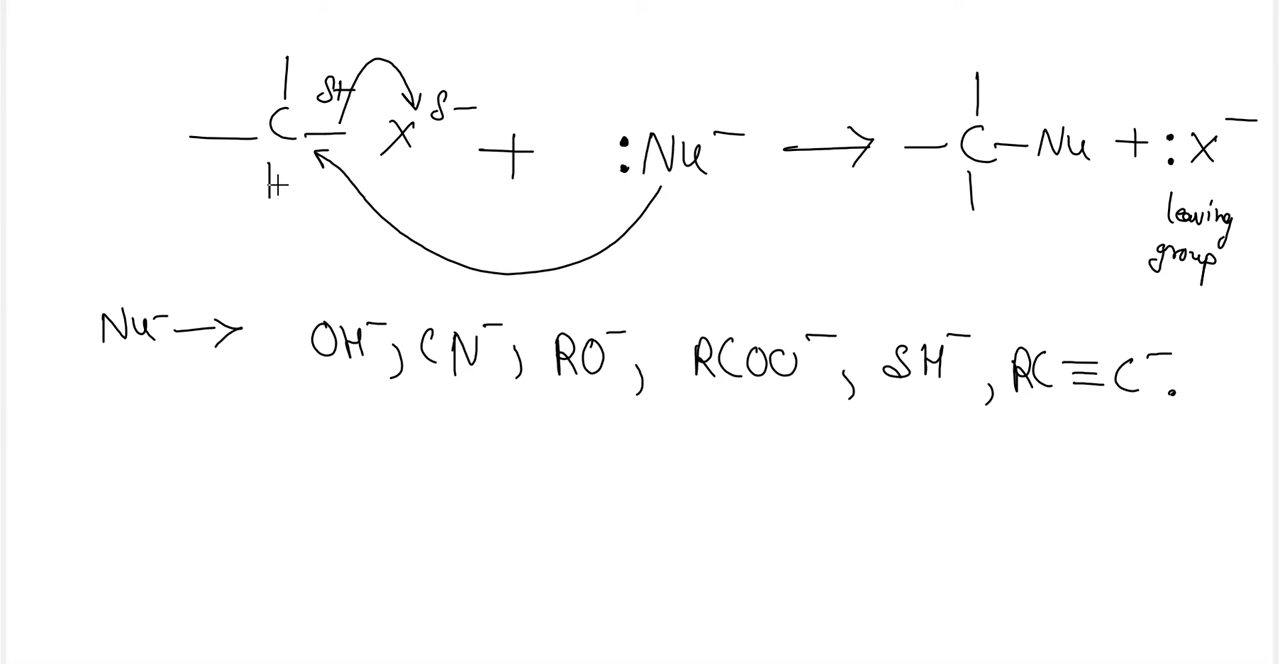 —C^δ+—X^δ− + :Nu⁻ → —C—Nu + :X⁻
H
leaving
group
Nu⁻ → OH⁻, CN⁻, RO⁻, RCOO⁻, SH⁻, RC≡C⁻.